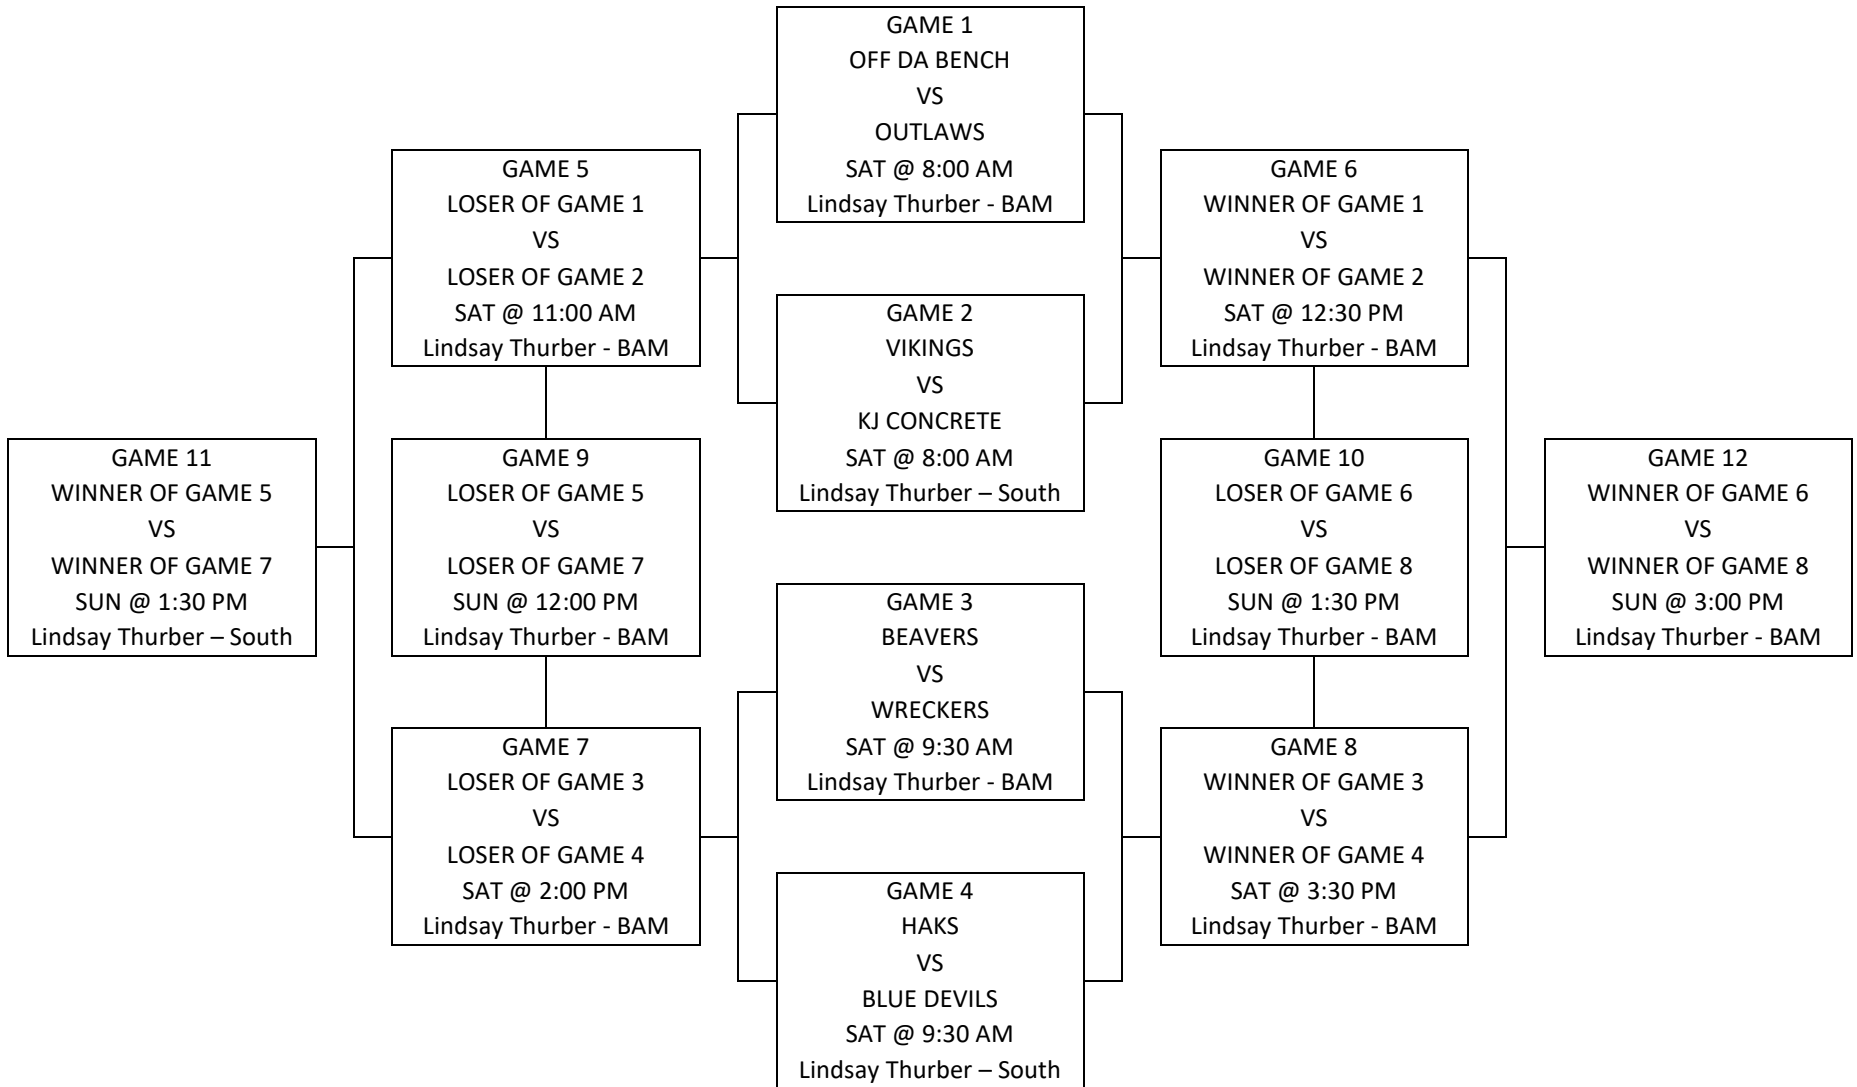 GAME 1
OFF DA BENCH
VS
OUTLAWS
SAT @ 8:00 AM
Lindsay Thurber - BAM
GAME 5
LOSER OF GAME 1
VS
LOSER OF GAME 2
SAT @ 11:00 AM
Lindsay Thurber - BAM
GAME 6
WINNER OF GAME 1
VS
WINNER OF GAME 2
SAT @ 12:30 PM
Lindsay Thurber - BAM
GAME 2
VIKINGS
VS
KJ CONCRETE
SAT @ 8:00 AM
Lindsay Thurber – South
GAME 11
WINNER OF GAME 5
VS
WINNER OF GAME 7
SUN @ 1:30 PM
Lindsay Thurber – South
GAME 9
LOSER OF GAME 5
VS
LOSER OF GAME 7
SUN @ 12:00 PM
Lindsay Thurber - BAM
GAME 10
LOSER OF GAME 6
VS
LOSER OF GAME 8
SUN @ 1:30 PM
Lindsay Thurber - BAM
GAME 12
WINNER OF GAME 6
VS
WINNER OF GAME 8
SUN @ 3:00 PM
Lindsay Thurber - BAM
GAME 3
BEAVERS
VS
WRECKERS
SAT @ 9:30 AM
Lindsay Thurber - BAM
GAME 7
LOSER OF GAME 3
VS
LOSER OF GAME 4
SAT @ 2:00 PM
Lindsay Thurber - BAM
GAME 8
WINNER OF GAME 3
VS
WINNER OF GAME 4
SAT @ 3:30 PM
Lindsay Thurber - BAM
GAME 4
HAKS
VS
BLUE DEVILS
SAT @ 9:30 AM
Lindsay Thurber – South